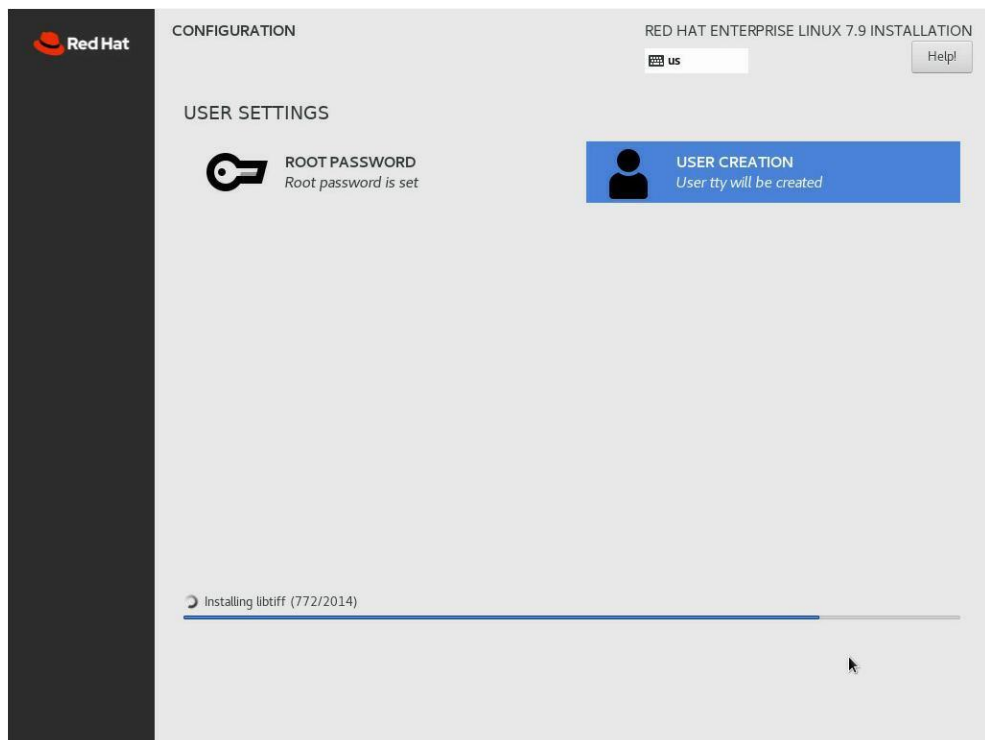 Red Hat
CONFIGURATION
RED HAT ENTERPRISE LINUX 7.9 INSTALLATION
us
Help!
USER SETTINGS
ROOT PASSWORD
Root password is set
USER CREATION
User tty will be created
Installing libtiff (772/2014)